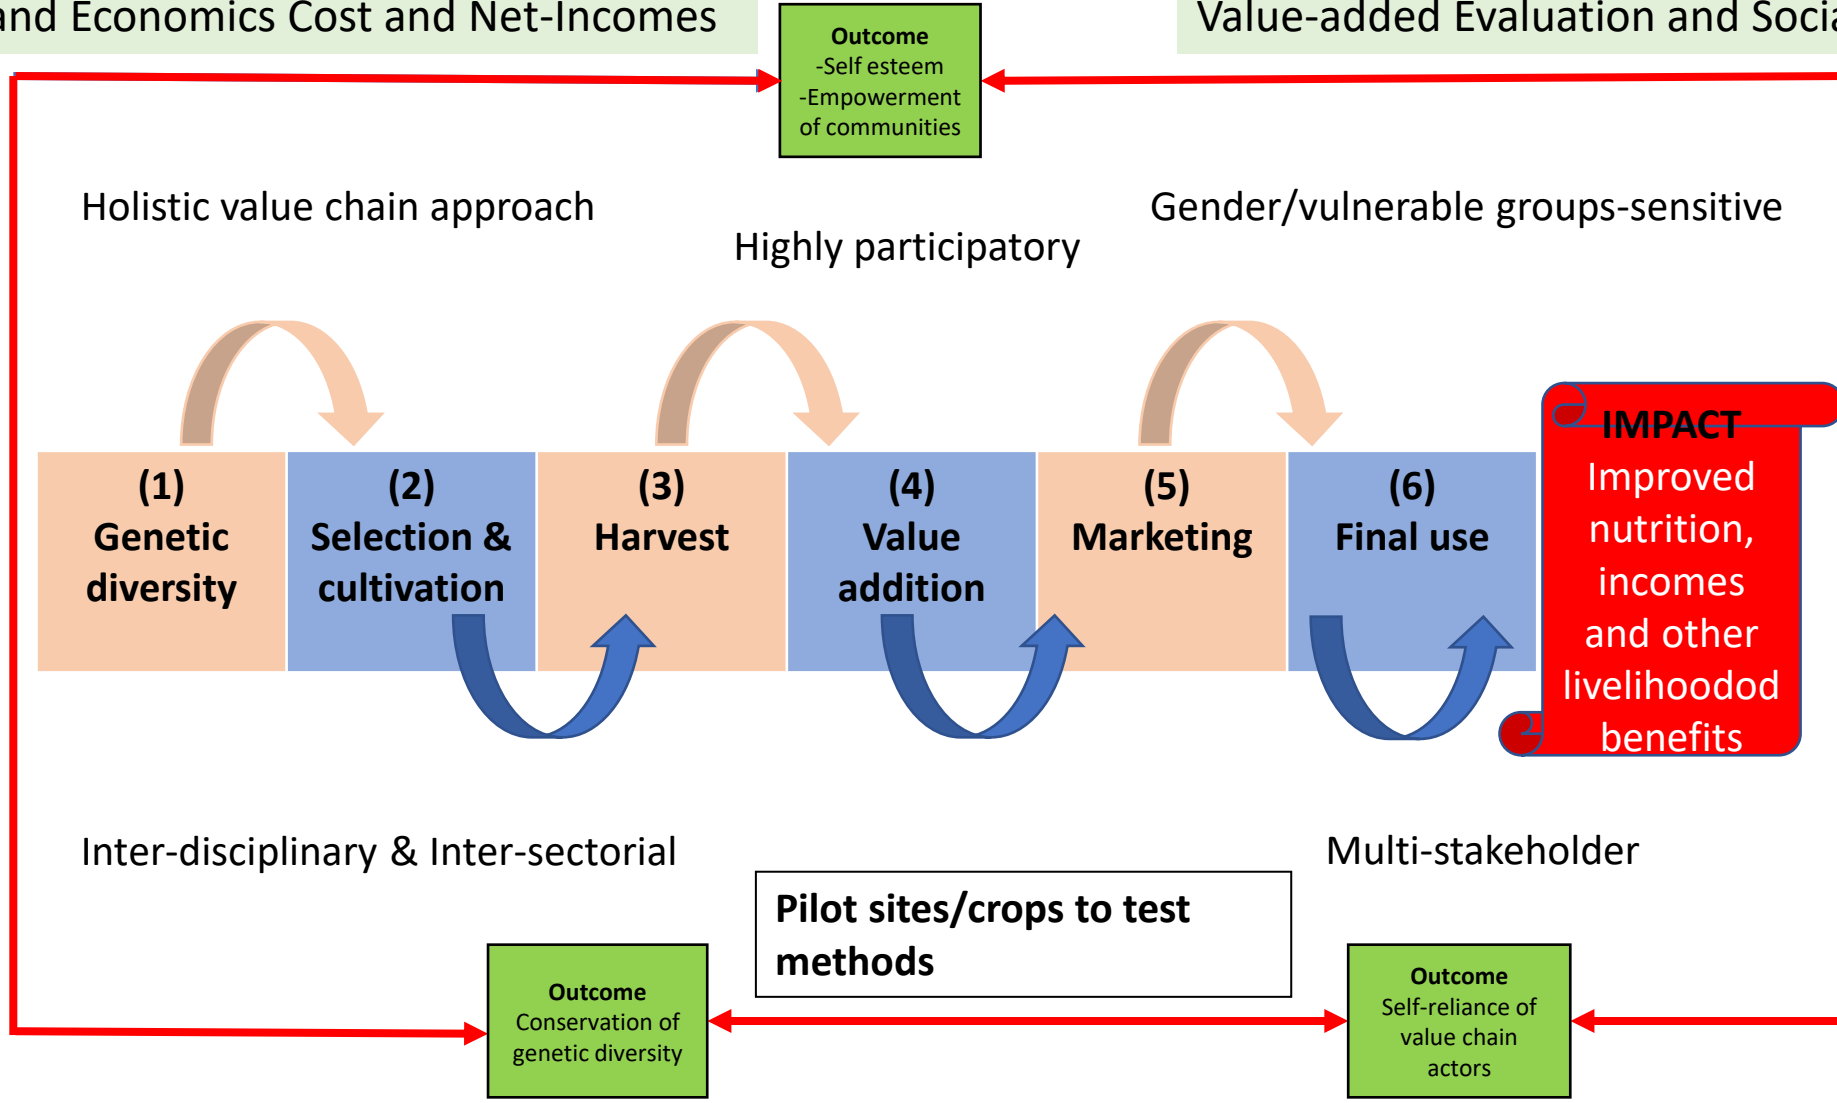 and Economics Cost and Net-Incomes
Value-added Evaluation and Socia
Outcome
-Self esteem
-Empowerment
of communities
Holistic value chain approach
Highly participatory
Gender/vulnerable groups-sensitive
(1)
Genetic
diversity
(2)
Selection &
cultivation
(3)
Harvest
(4)
Value
addition
(5)
Marketing
(6)
Final use
IMPACT
Improved
nutrition,
incomes
and other
livelihoodod
benefits
Inter-disciplinary & Inter-sectorial
Multi-stakeholder
Pilot sites/crops to test
methods
Outcome
Conservation of
genetic diversity
Outcome
Self-reliance of
value chain
actors